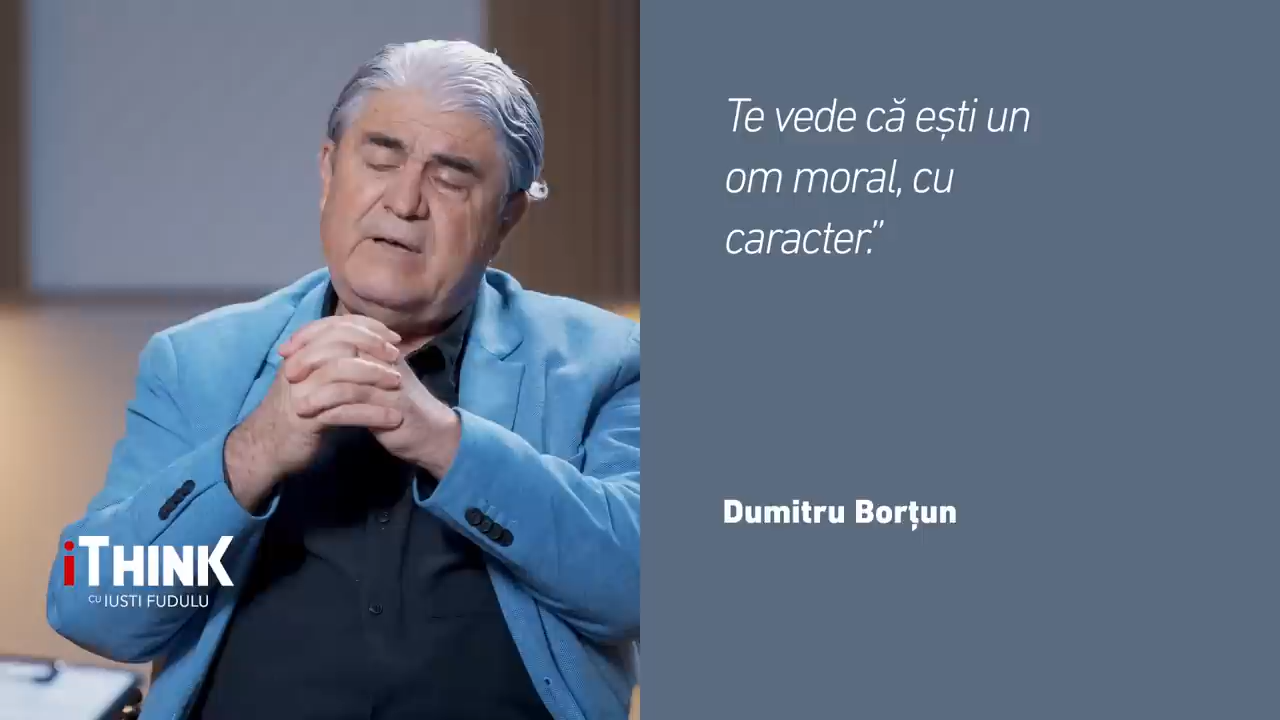 Te vede că ești un
om moral, cu
caracter.”
Dumitru Borțun
iTHINK
CU IUSTI FUDULU